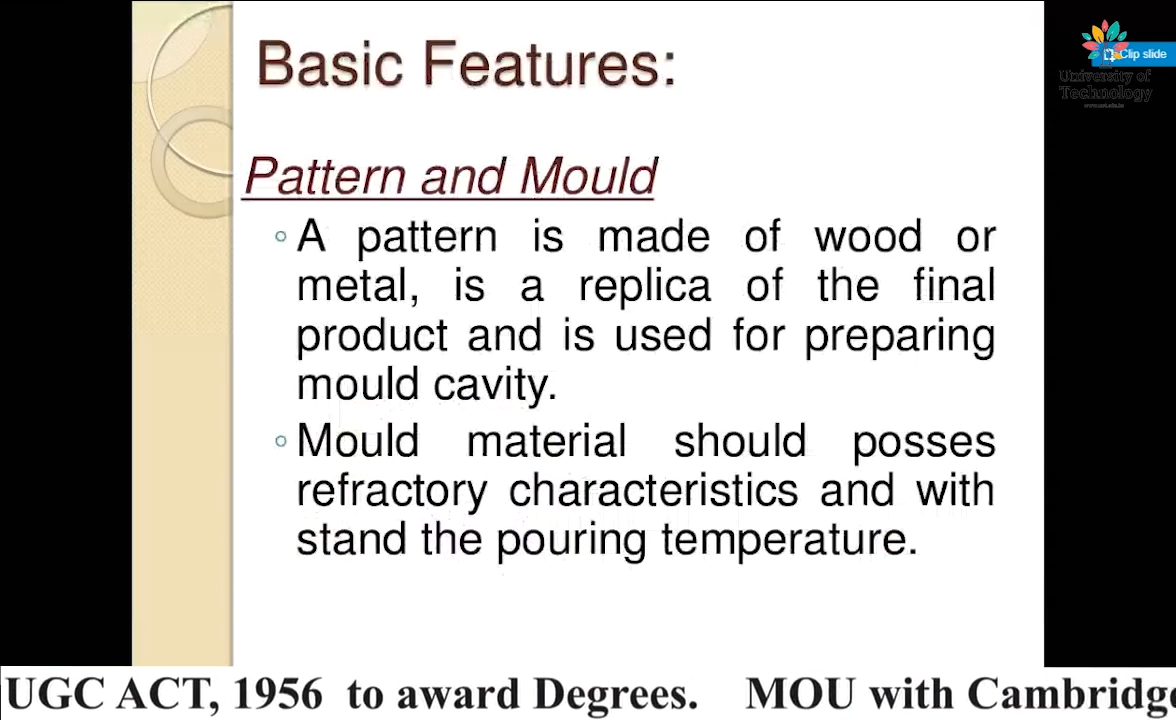 Basic Features:
Clip slide
University of
Technology
Pattern and Mould
A pattern is made of wood or
metal, is a replica of the final
product and is used for preparing
mould cavity.
Mould material should posses
refractory characteristics and with
stand the pouring temperature.
UGC ACT, 1956 to award Degrees. MOU with Cambridge